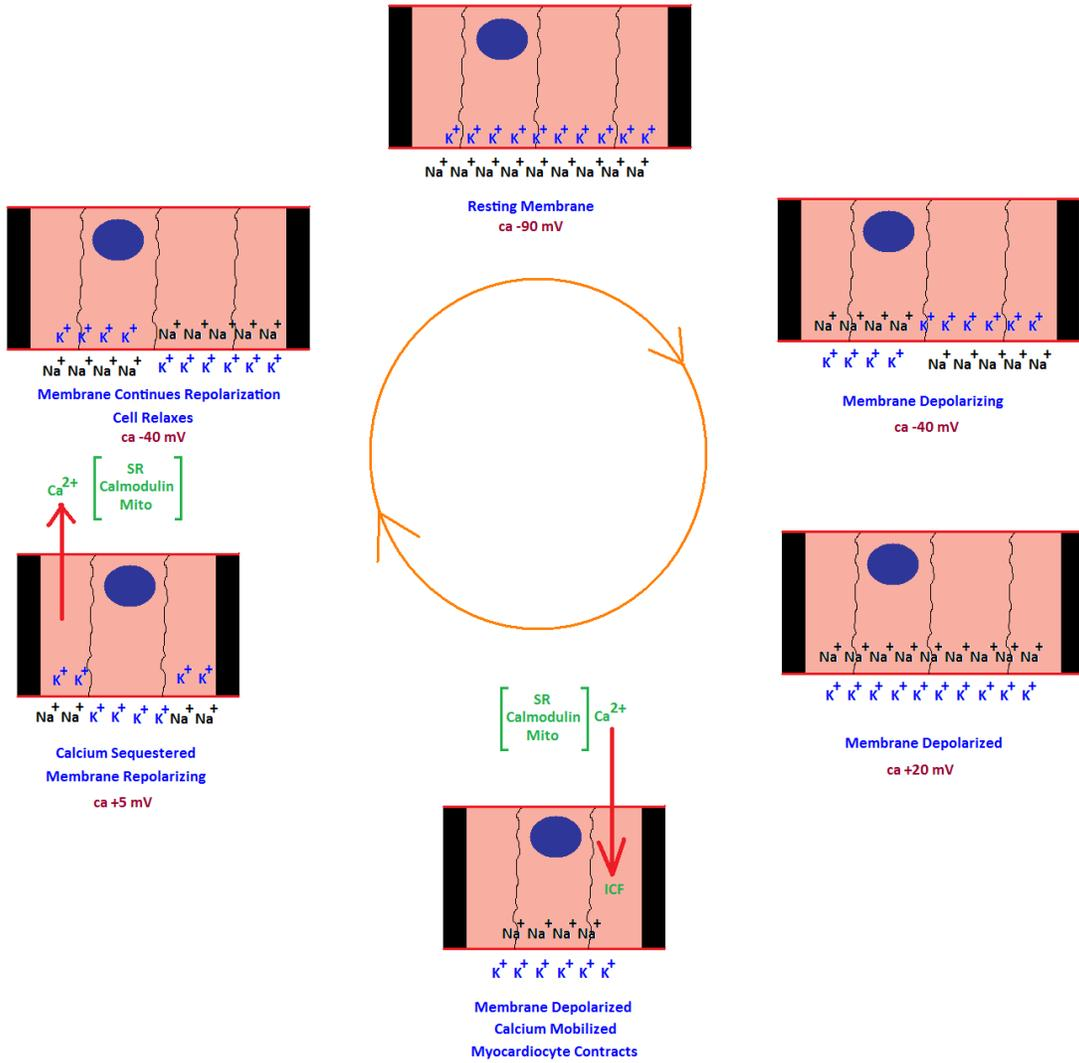 K+ K+ K+ K+ K+ K+ K+ K+ K+ K+
Na+ Na+ Na+ Na+ Na+ Na+ Na+ Na+ Na+
Resting Membrane
ca -90 mV
Na+ Na+ Na+ Na+ K+ K+ K+ K+ K+ K+
K+ K+ K+ K+ Na+ Na+ Na+ Na+ Na+
Membrane Depolarizing
ca -40 mV
Na+ Na+ Na+ Na+ Na+ Na+ Na+ Na+ Na+
K+ K+ K+ K+ K+ K+ K+ K+ K+ K+
Membrane Depolarized
ca +20 mV
SR
Calmodulin
Mito
Ca2+
ICF
Na+ Na+ Na+ Na+
K+ K+ K+ K+ K+ K+
Membrane Depolarized
Calcium Mobilized
Myocardiocyte Contracts
Ca2+
SR
Calmodulin
Mito
K+ K+ K+ K+
Na+ Na+ K+ K+ K+ K+ Na+ Na+
Calcium Sequestered
Membrane Repolarizing
ca +5 mV
K+ K+ K+ K+ Na+ Na+ Na+ Na+ Na+
Na+ Na+ Na+ Na+ K+ K+ K+ K+ K+ K+
Membrane Continues Repolarization
Cell Relaxes
ca -40 mV